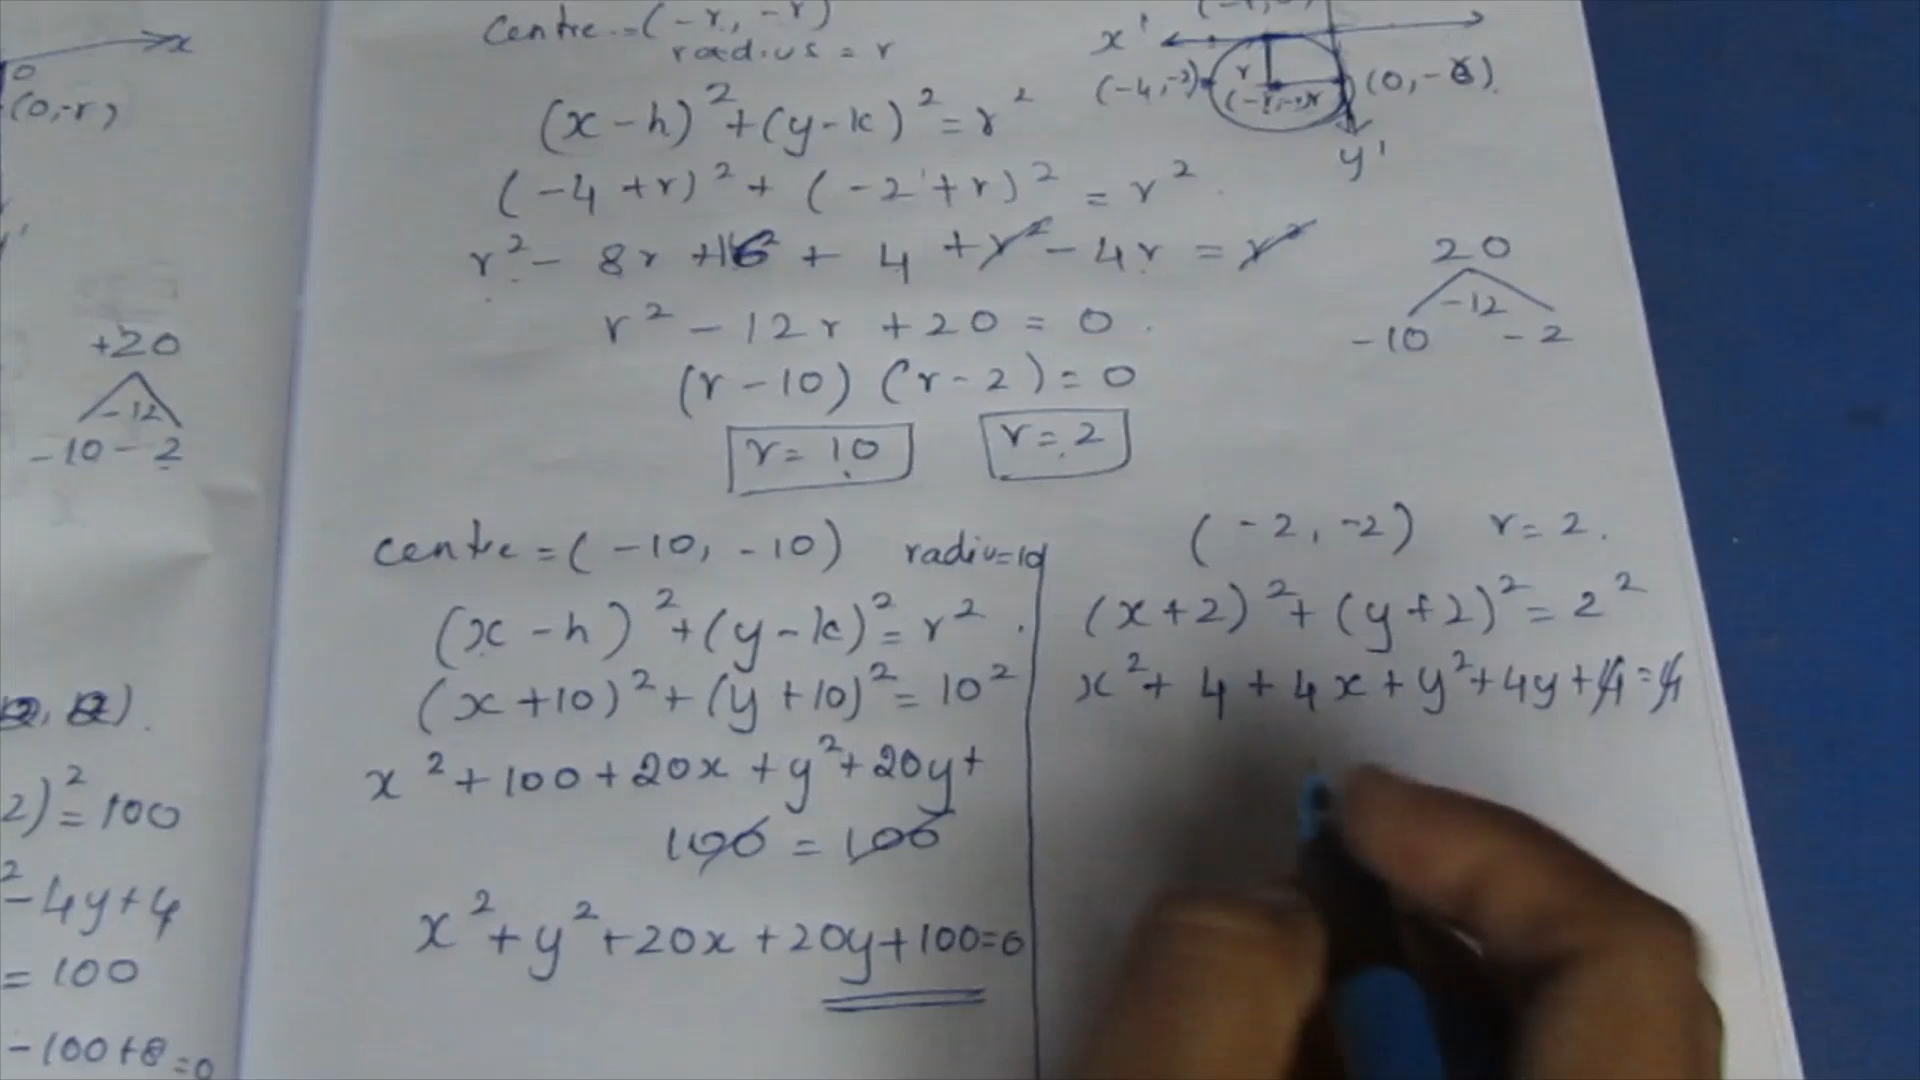 x
0
(0,-r)
+20
-12
-10 -2
2)² = 100
² - 4y + 4
= 100
- 100 + 8 = 0
Centre = (-r, -r)
radius = r
(x - h)² + (y - k)² = r²
(-4 + r)² + (-2 + r)² = r²
r² - 8r + 16 + 4 + r² - 4r = r²
r² - 12r + 20 = 0
(r - 10) (r - 2) = 0
r = 10 r = 2
x'
(-4,-2)
r
y'
20
-12
-10 -2
centre = (-10, -10) radiu=10
(x - h)² + (y - k)² = r²
(x + 10)² + (y + 10)² = 10²
x² + 100 + 20x + y² + 20y +
100 = 100
x² + y² + 20x + 20y + 100 = 0
(-2, -2) r = 2.
(x + 2)² + (y + 2)² = 2²
x² + 4 + 4x + y² + 4y + 4 = 4